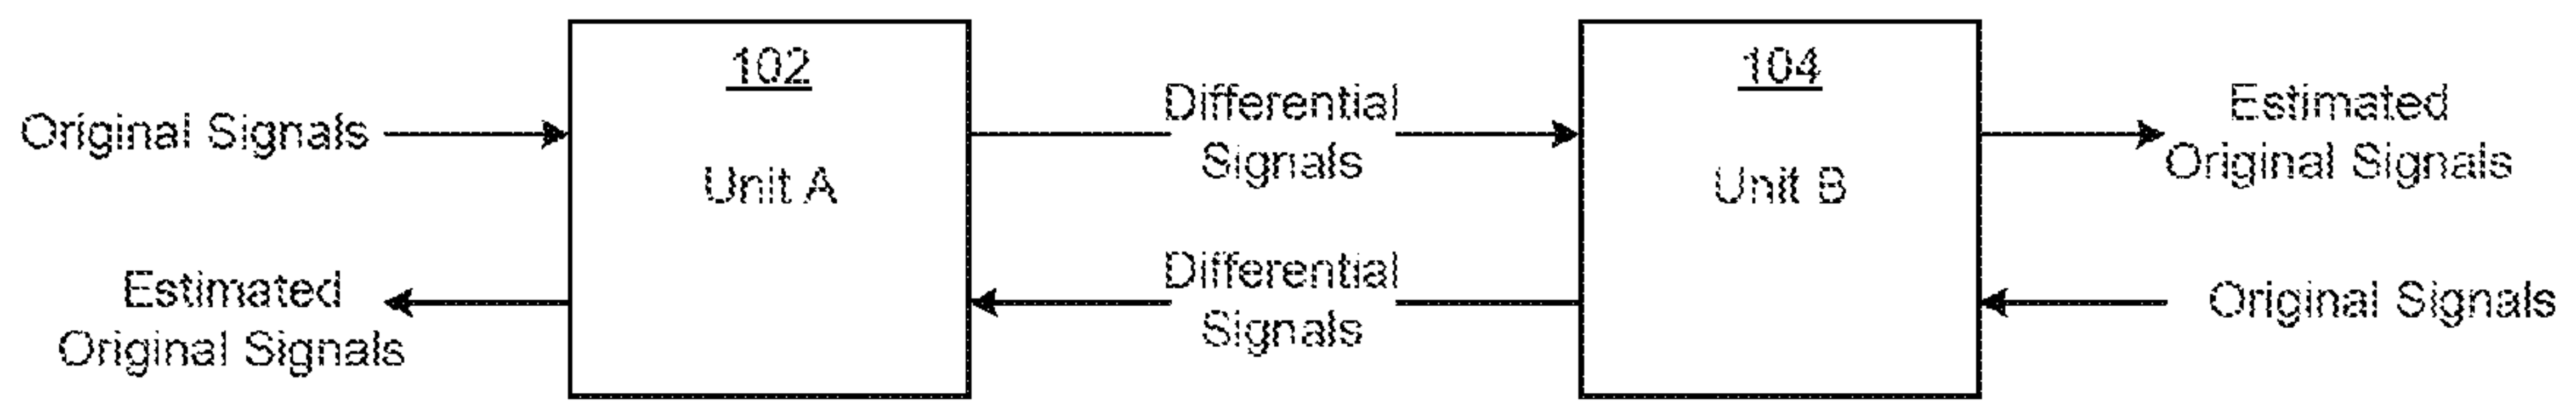 Original Signals
Estimated
Original Signals
102
Unit A
Differential
Signals
Differential
Signals
104
Unit B
Estimated
Original Signals
Original Signals